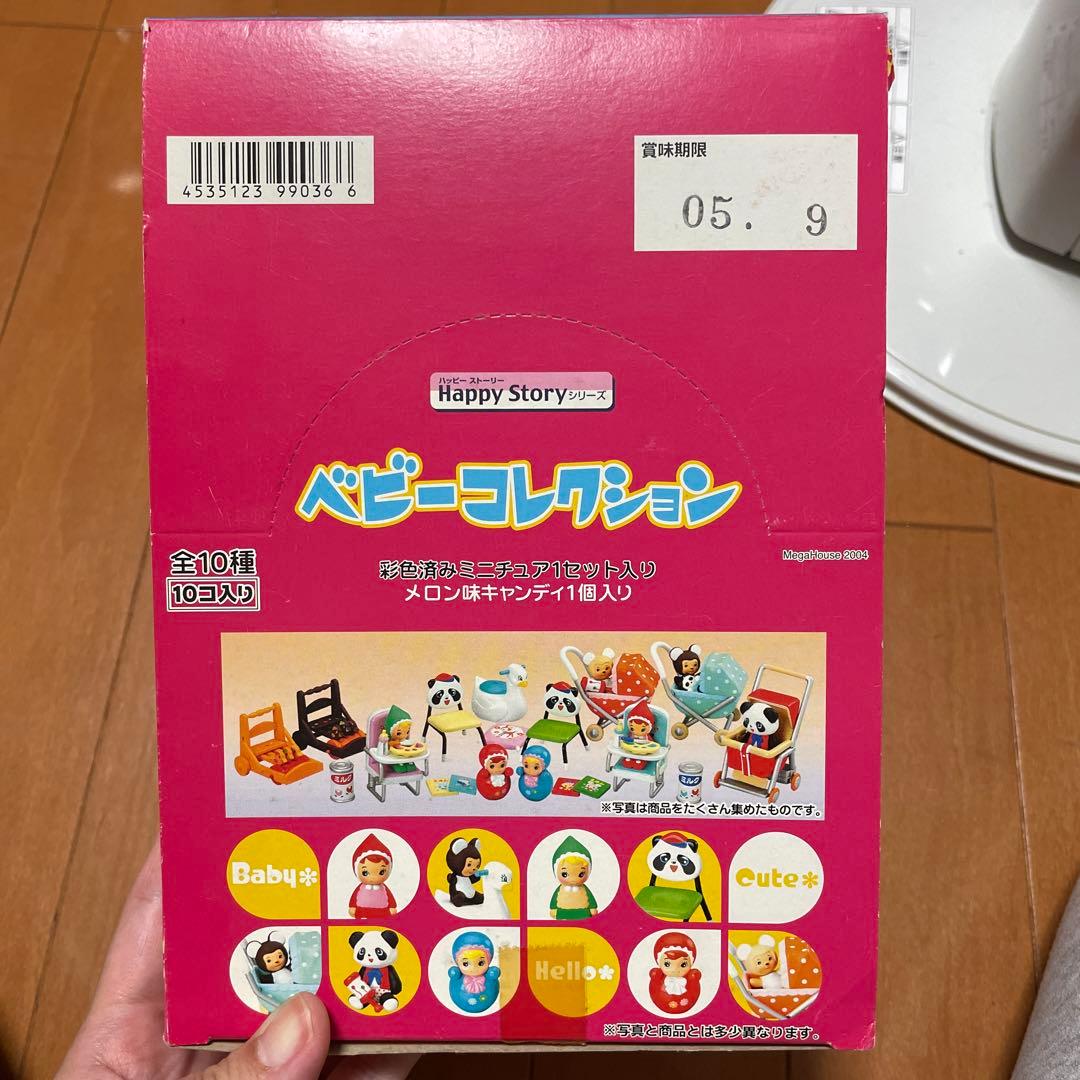 賞味期限
4535123 99036 6
05. 9
ハッピー ストーリー
Happy Storyシリーズ
ベビーコレクション
MegaHouse 2004
全10種
10コ入り
彩色済みミニチュア1セット入り
メロン味キャンディ1個入り
ミルク
ミルク
※写真は商品をたくさん集めたものです。
Baby*
Cute*
Hello*
※写真と商品とは多少異なります。